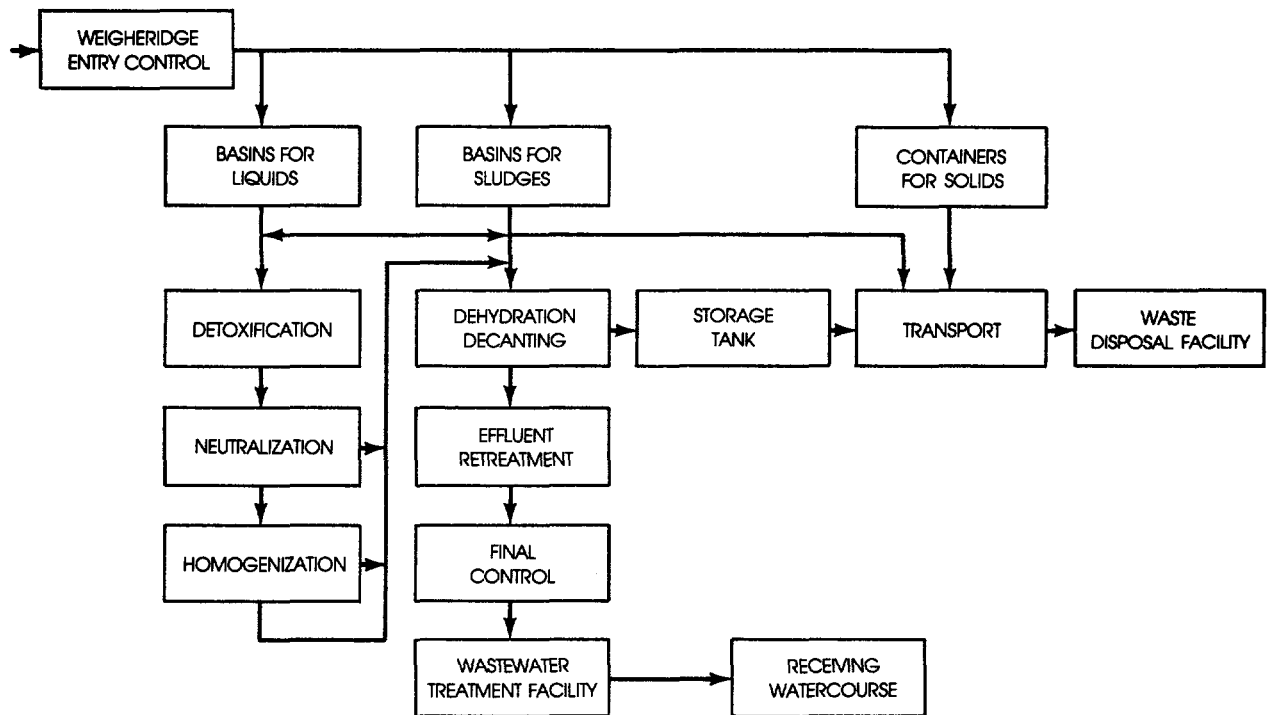 WEIGHERIDGE
ENTRY CONTROL
BASINS FOR
LIQUIDS
BASINS FOR
SLUDGES
CONTAINERS
FOR SOLIDS
DETOXIFICATION
DEHYDRATION
DECANTING
STORAGE
TANK
TRANSPORT
WASTE
DISPOSAL FACILITY
NEUTRALIZATION
EFFLUENT
RETREATMENT
HOMOGENIZATION
FINAL
CONTROL
WASTEWATER
TREATMENT FACILITY
RECEIVING
WATERCOURSE